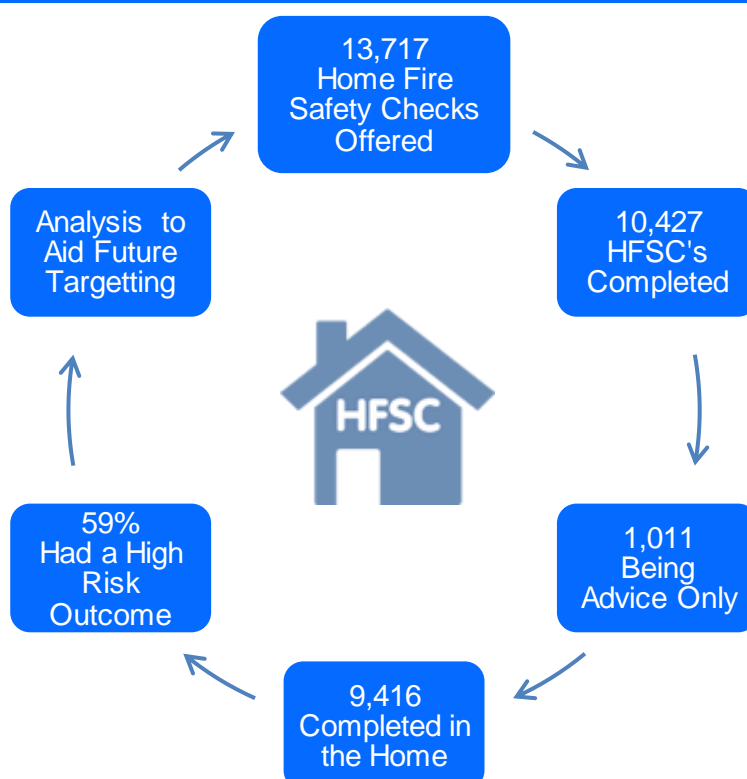 13,717
Home Fire
Safety Checks
Offered
10,427
HFSC's
Completed
1,011
Being
Advice Only
9,416
Completed in
the Home
59%
Had a High
Risk
Outcome
Analysis to
Aid Future
Targetting
HFSC